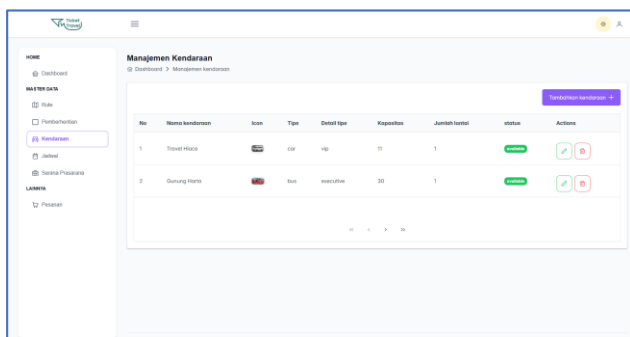 Ticket
Travel
HOME
Dashboard
MASTER DATA
Rute
Pemberhentian
Kendaraan
Jadwal
Sarana Prasarana
LAINNYA
Pesanan
Manajemen Kendaraan
Dashboard > Manajemen kendaraan
Tambahkan kendaraan +
No Nama kendaraan Icon Tipe Detail tipe Kapasitas Jumlah lantai status Actions
1 Travel Hiace car vip 11 1 available
2 Gunung Harta bus executive 30 1 available